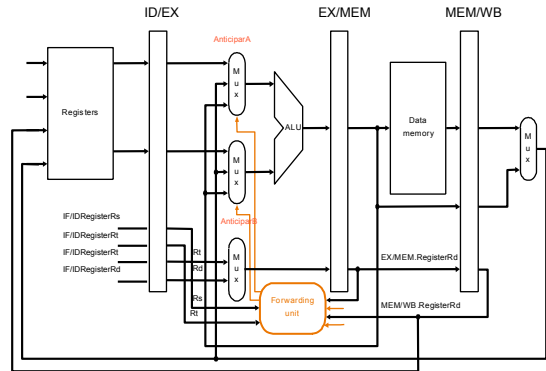 ID/EX
EX/MEM
MEM/WB
AnticiparA
M
u
x
Registers
ALU
Data
memory
M
u
x
M
u
x
AnticiparB
IF/IDRegisterRs
IF/IDRegisterRt
IF/IDRegisterRt
IF/IDRegisterRd
Rt
Rd
M
u
x
EX/MEM.RegisterRd
Rs
Rt
Forwarding
unit
MEM/WB.RegisterRd